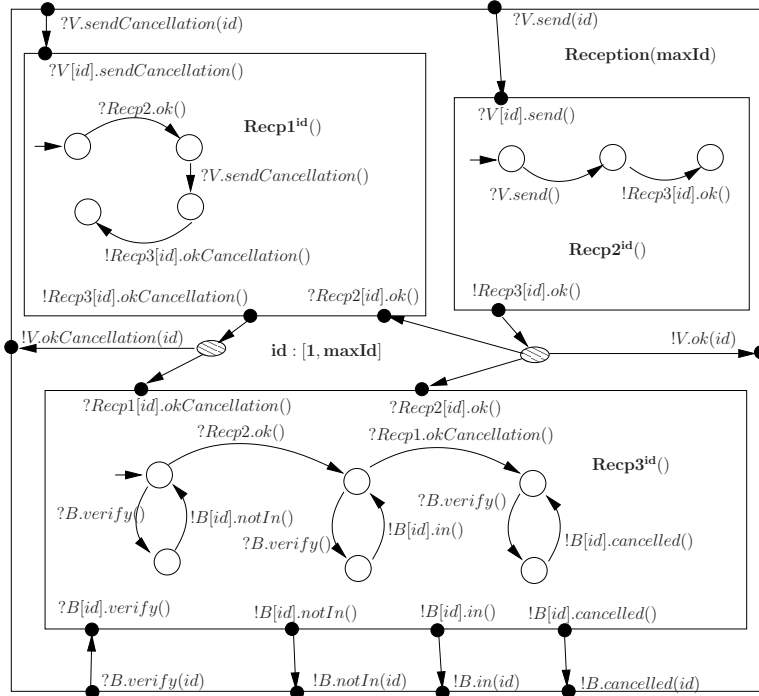 ?V.sendCancellation(id)
?V.send(id)
Reception(maxId)
?V[id].sendCancellation()
?Recp2.ok()
Recp1^id()
?V.sendCancellation()
!Recp3[id].okCancellation()
?V[id].send()
?V.send()
!Recp3[id].ok()
Recp2^id()
!Recp3[id].okCancellation()
?Recp2[id].ok()
!Recp3[id].ok()
!V.okCancellation(id)
id : [1, maxId]
!V.ok(id)
?Recp1[id].okCancellation()
?Recp2[id].ok()
?Recp2.ok()
?Recp1.okCancellation()
Recp3^id()
?B.verify()
!B[id].notIn()
?B.verify()
!B[id].in()
?B.verify()
!B[id].cancelled()
?B[id].verify()
!B[id].notIn()
!B[id].in()
!B[id].cancelled()
?B.verify(id)
!B.notIn(id)
!B.in(id)
!B.cancelled(id)